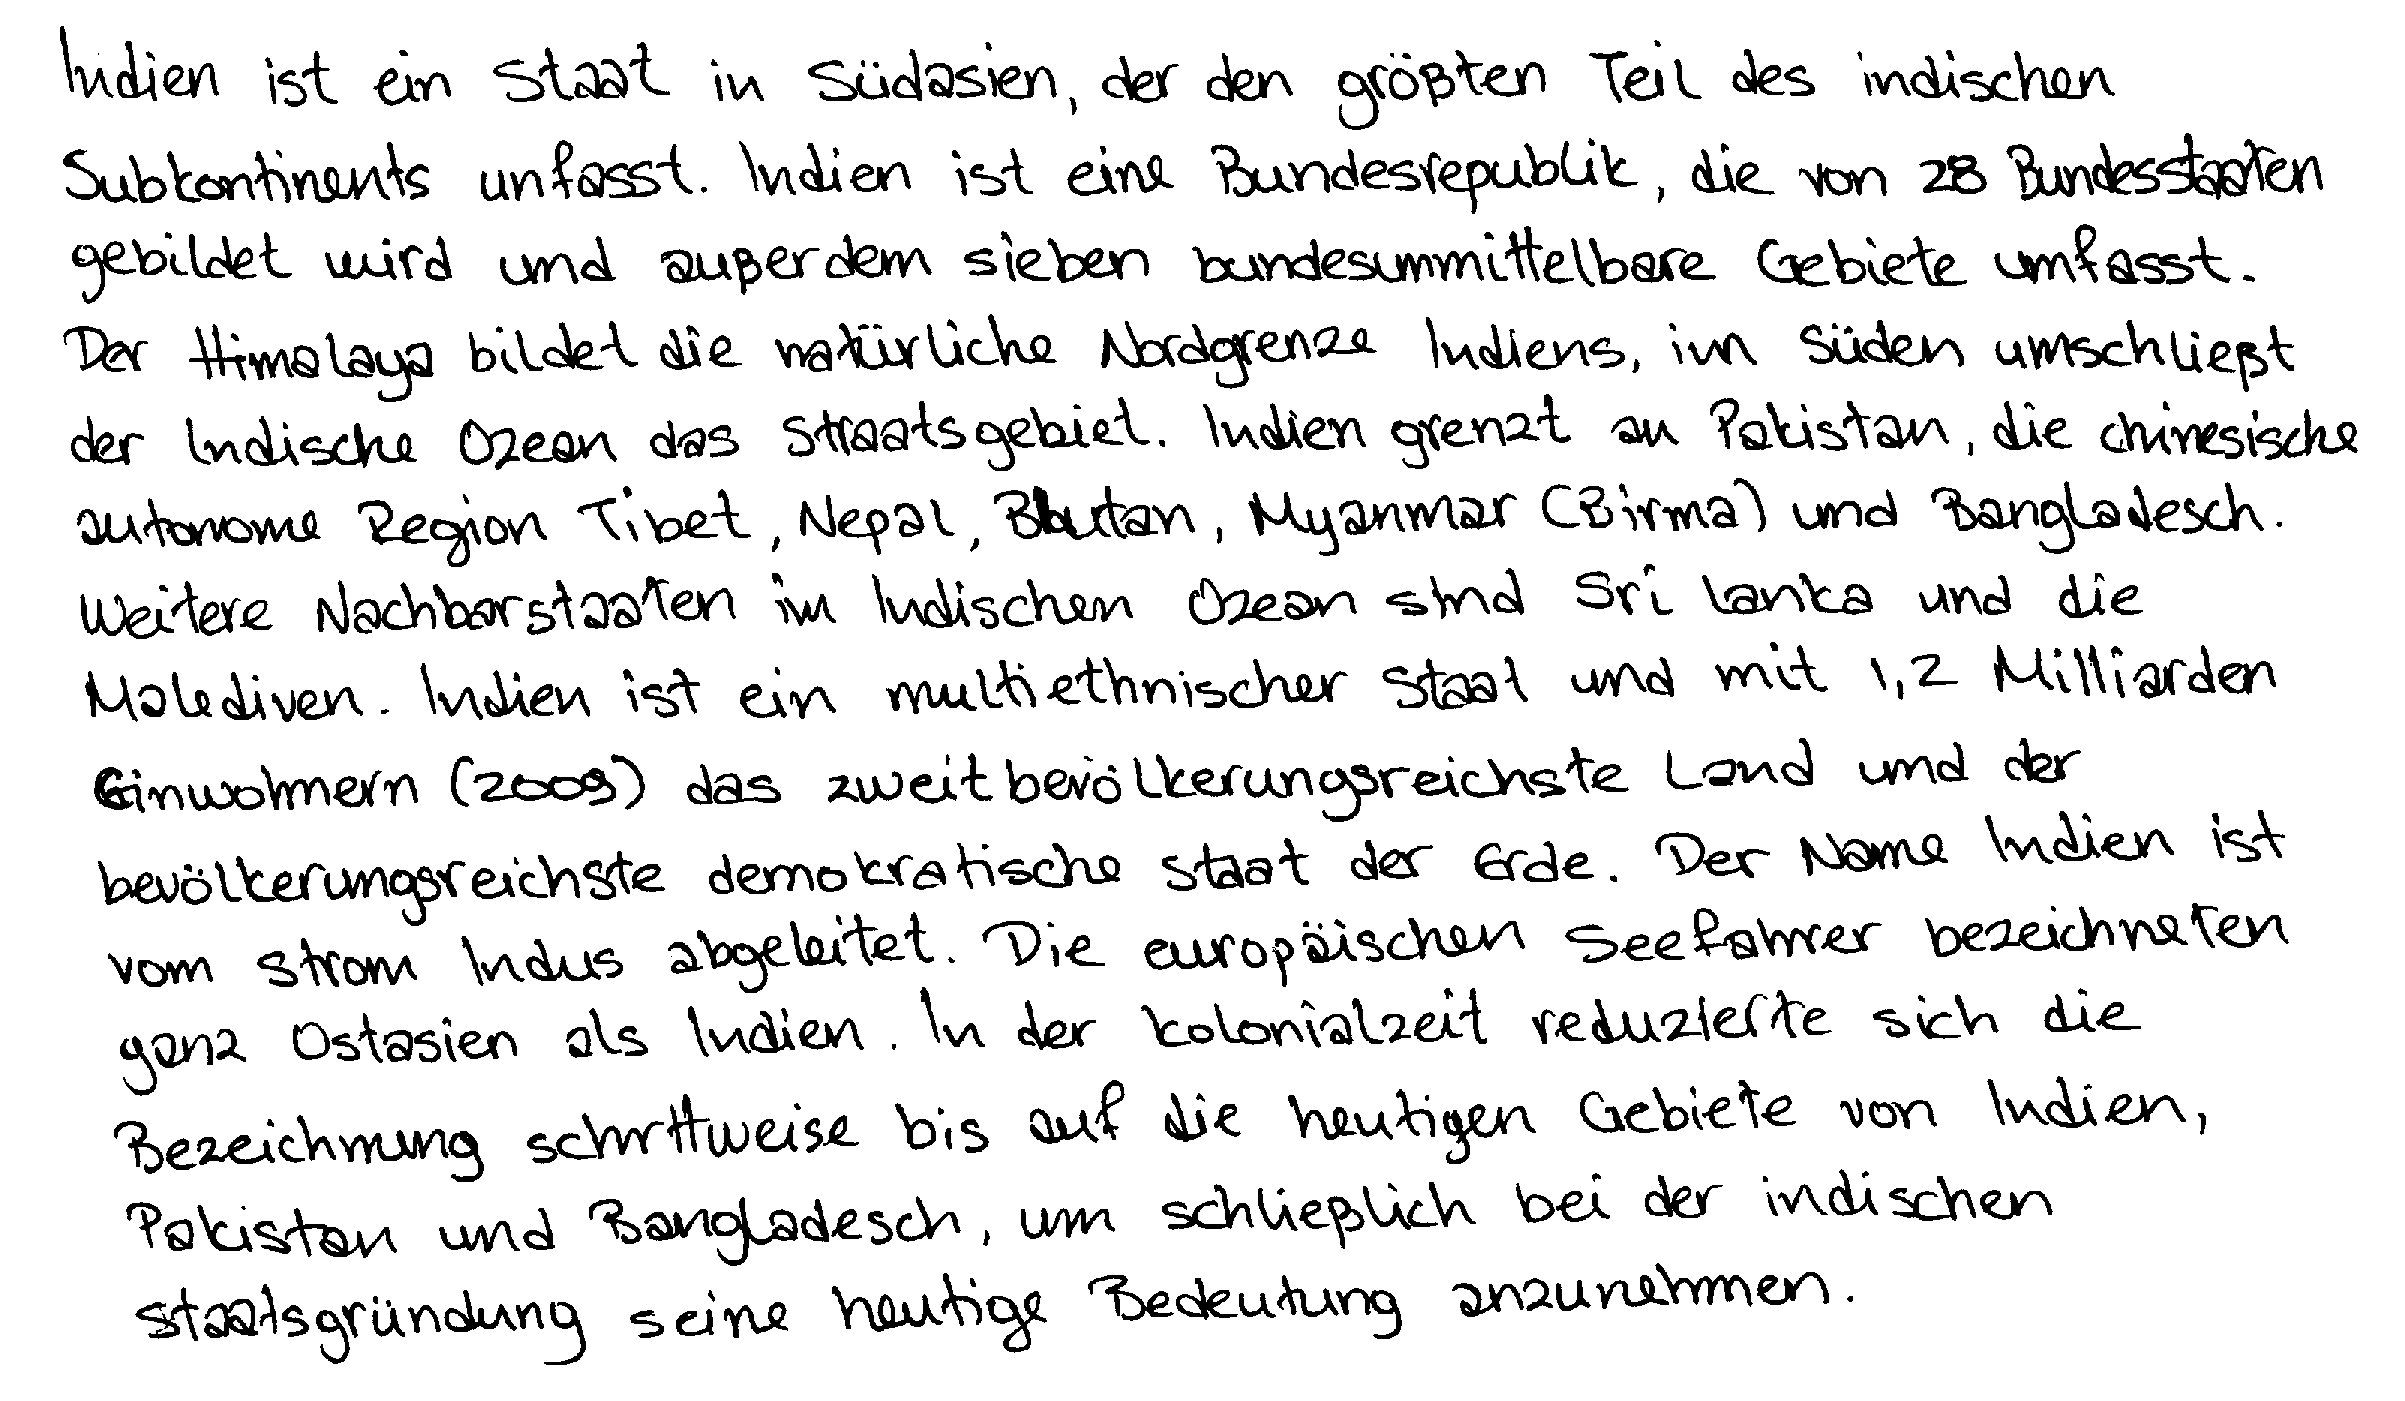 Indien ist ein Staat in Südasien, der den größten Teil des indischen
Subkontinents umfasst. Indien ist eine Bundesrepublik, die von 28 Bundesstaaten
gebildet wird und außerdem sieben bundesummittelbare Gebiete umfasst.
Der Himalaya bildet die natürliche Nordgrenze Indiens, im Süden umschließt
der Indische Ozean das Straatsgebiet. Indien grenzt an Pakistan, die chinesische
autonome Region Tibet, Nepal, Bhutan, Myanmar (Birma) und Bangladesch.
Weitere Nachbarstaaten im Indischen Ozean sind Sri Lanka und die
Malediven. Indien ist ein multiethnischer Staat und mit 1,2 Milliarden
Einwohnern (2009) das zweitbevölkerungsreichste Land und der
bevölkerungsreichste demokratische Staat der Erde. Der Name Indien ist
vom Strom Indus abgeleitet. Die europäischen Seefahrer bezeichneten
ganz Ostasien als Indien. In der Kolonialzeit reduzierte sich die
Bezeichnung schrittweise bis auf die heutigen Gebiete von Indien,
Pakistan und Bangladesch, um schließlich bei der indischen
Staatsgründung seine heutige Bedeutung anzunehmen.